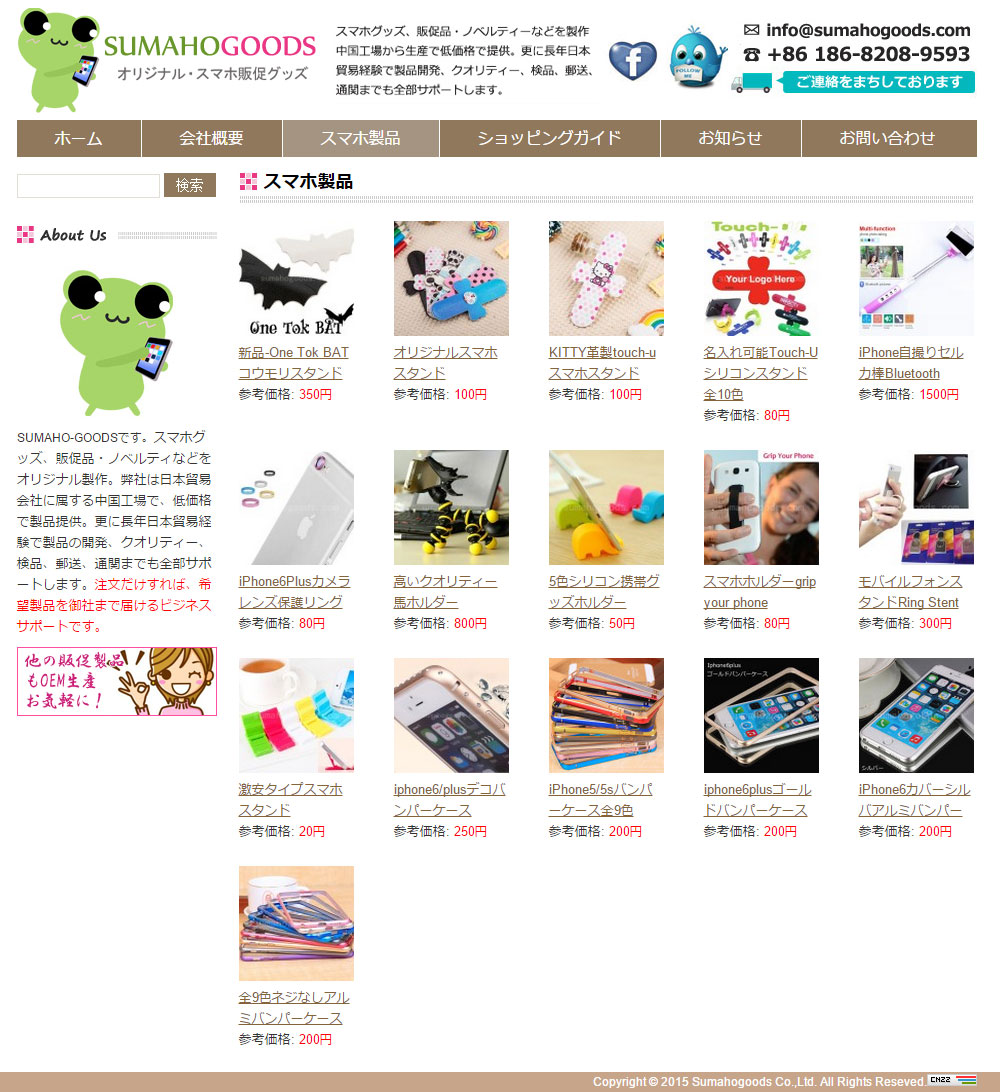 SUMAHOGOODS
オリジナル・スマホ販促グッズ
スマホグッズ、販促品・ノベルティーなどを製作
中国工場から生産で低価格で提供。更に長年日本
貿易経験で製品開発、クオリティー、検品、郵送、
通関までも全部サポートします。
FOLLOW ME
info@sumahogoods.com
+86 186-8208-9593
ご連絡をまちしております
ホーム
会社概要
スマホ製品
ショッピングガイド
お知らせ
お問い合わせ
検索
About Us
SUMAHO-GOODSです。スマホグ
ッズ、販促品・ノベルティなどを
オリジナル製作。弊社は日本貿易
会社に属する中国工場で、低価格
で製品提供。更に長年日本貿易経
験で製品の開発、クオリティー、
検品、郵送、通関までも全部サポ
ートします。注文だけすれば、希
望製品を御社まで届けるビジネス
サポートです。
他の販促製品
もOEM生産
お気軽に！
スマホ製品
One Tok BAT
新品-One Tok BAT
コウモリスタンド
参考価格: 350円
オリジナルスマホ
スタンド
参考価格: 100円
KITTY革製touch-u
スマホスタンド
参考価格: 100円
Touch-
Your Logo Here
名入れ可能Touch-U
シリコンスタンド
全10色
参考価格: 80円
Multi-function
iPhone自撮りセル
カ棒Bluetooth
参考価格: 1500円
iPhone6Plusカメラ
レンズ保護リング
参考価格: 80円
高いクオリティー
馬ホルダー
参考価格: 800円
5色シリコン携帯グ
ッズホルダー
参考価格: 50円
Grip Your Phone
スマホホルダーgrip
your phone
参考価格: 80円
モバイルフォンス
タンドRing Stent
参考価格: 300円
激安タイプスマホ
スタンド
参考価格: 20円
iphone6/plusデコバ
ンパーケース
参考価格: 250円
iPhone5/5sバンパ
ーケース全9色
参考価格: 200円
Iphone6plus
ゴールドバンパーケース
iphone6plusゴール
ドバンパーケース
参考価格: 200円
シルバー
iPhone6カバーシル
バアルミバンパー
参考価格: 200円
全9色ネジなしアル
ミバンパーケース
参考価格: 200円
Copyright © 2015 Sumahogoods Co.,Ltd. All Rights Reseved.
CNZZ